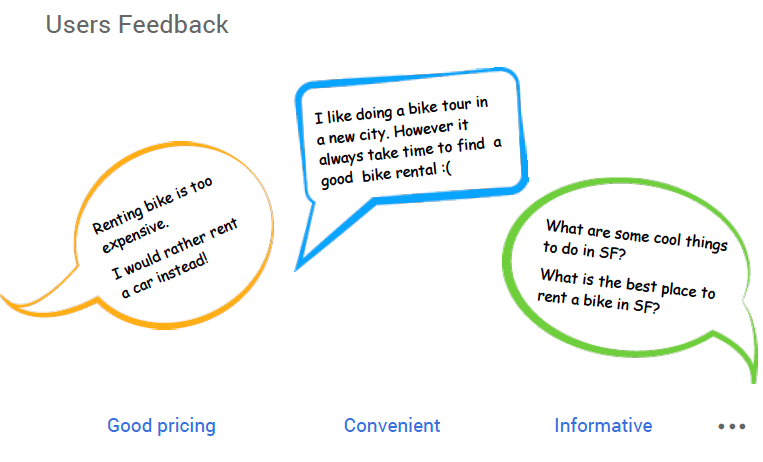 Users Feedback
I like doing a bike tour in
a new city. However it
always take time to find a
good bike rental :(
Renting bike is too
expensive.
I would rather rent
a car instead!
What are some cool things
to do in SF?
What is the best place to
rent a bike in SF?
Good pricing
Convenient
Informative
•••